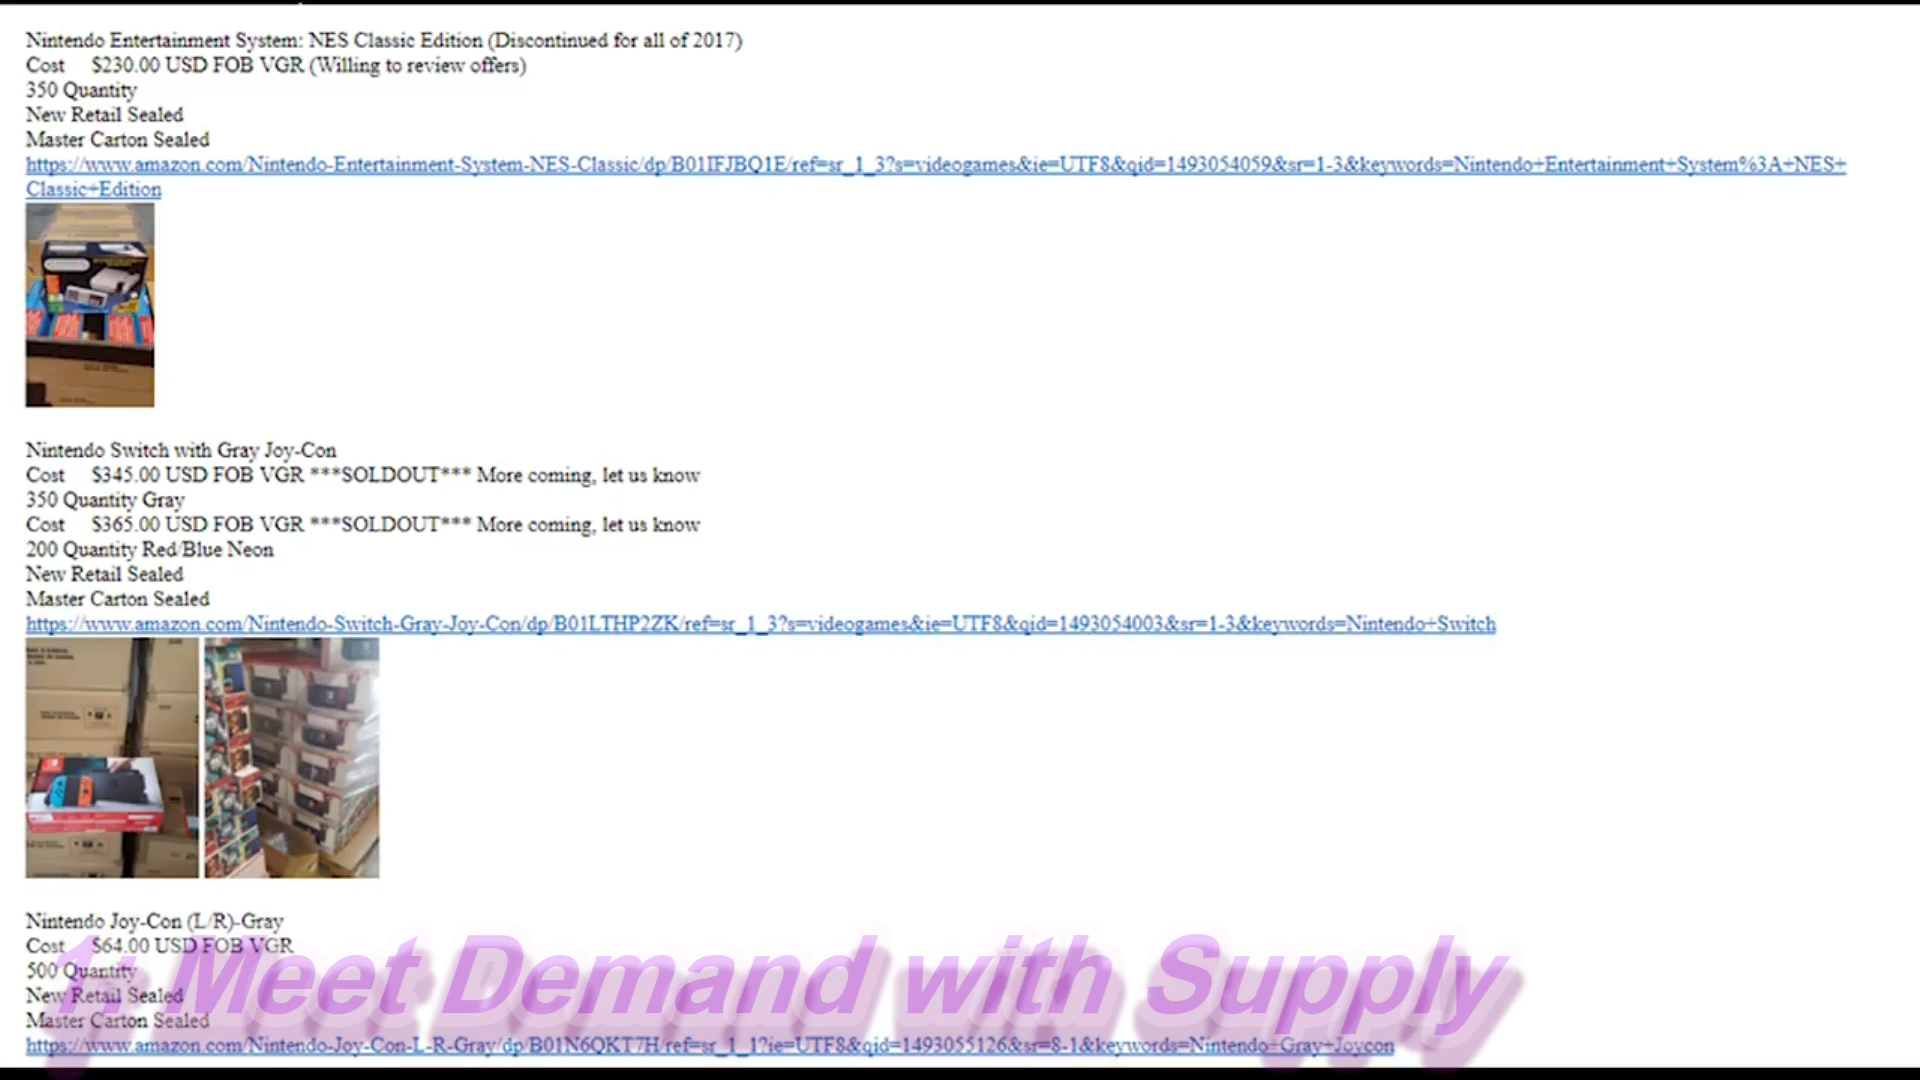 Nintendo Entertainment System: NES Classic Edition (Discontinued for all of 2017)
Cost $230.00 USD FOB VGR (Willing to review offers)
350 Quantity
New Retail Sealed
Master Carton Sealed
https://www.amazon.com/Nintendo-Entertainment-System-NES-Classic/dp/B01IFJBQ1E/ref=sr_1_3?s=videogames&ie=UTF8&qid=1493054059&sr=1-3&keywords=Nintendo+Entertainment+System%3A+NES+
Classic+Edition
Nintendo Switch with Gray Joy-Con
Cost $345.00 USD FOB VGR ***SOLDOUT*** More coming, let us know
350 Quantity Gray
Cost $365.00 USD FOB VGR ***SOLDOUT*** More coming, let us know
200 Quantity Red/Blue Neon
New Retail Sealed
Master Carton Sealed
https://www.amazon.com/Nintendo-Switch-Gray-Joy-Con/dp/B01LTHP2ZK/ref=sr_1_3?s=videogames&ie=UTF8&qid=1493054003&sr=1-3&keywords=Nintendo+Switch
Nintendo Joy-Con (L/R)-Gray
Cost $64.00 USD FOB VGR
500 Quantity
New Retail Sealed
Master Carton Sealed
https://www.amazon.com/Nintendo-Joy-Con-L-R-Gray/dp/B01N6QKT7H/ref=sr_1_1?ie=UTF8&qid=1493055126&sr=8-1&keywords=Nintendo+Gray+Joycon
1: Meet Demand with Supply